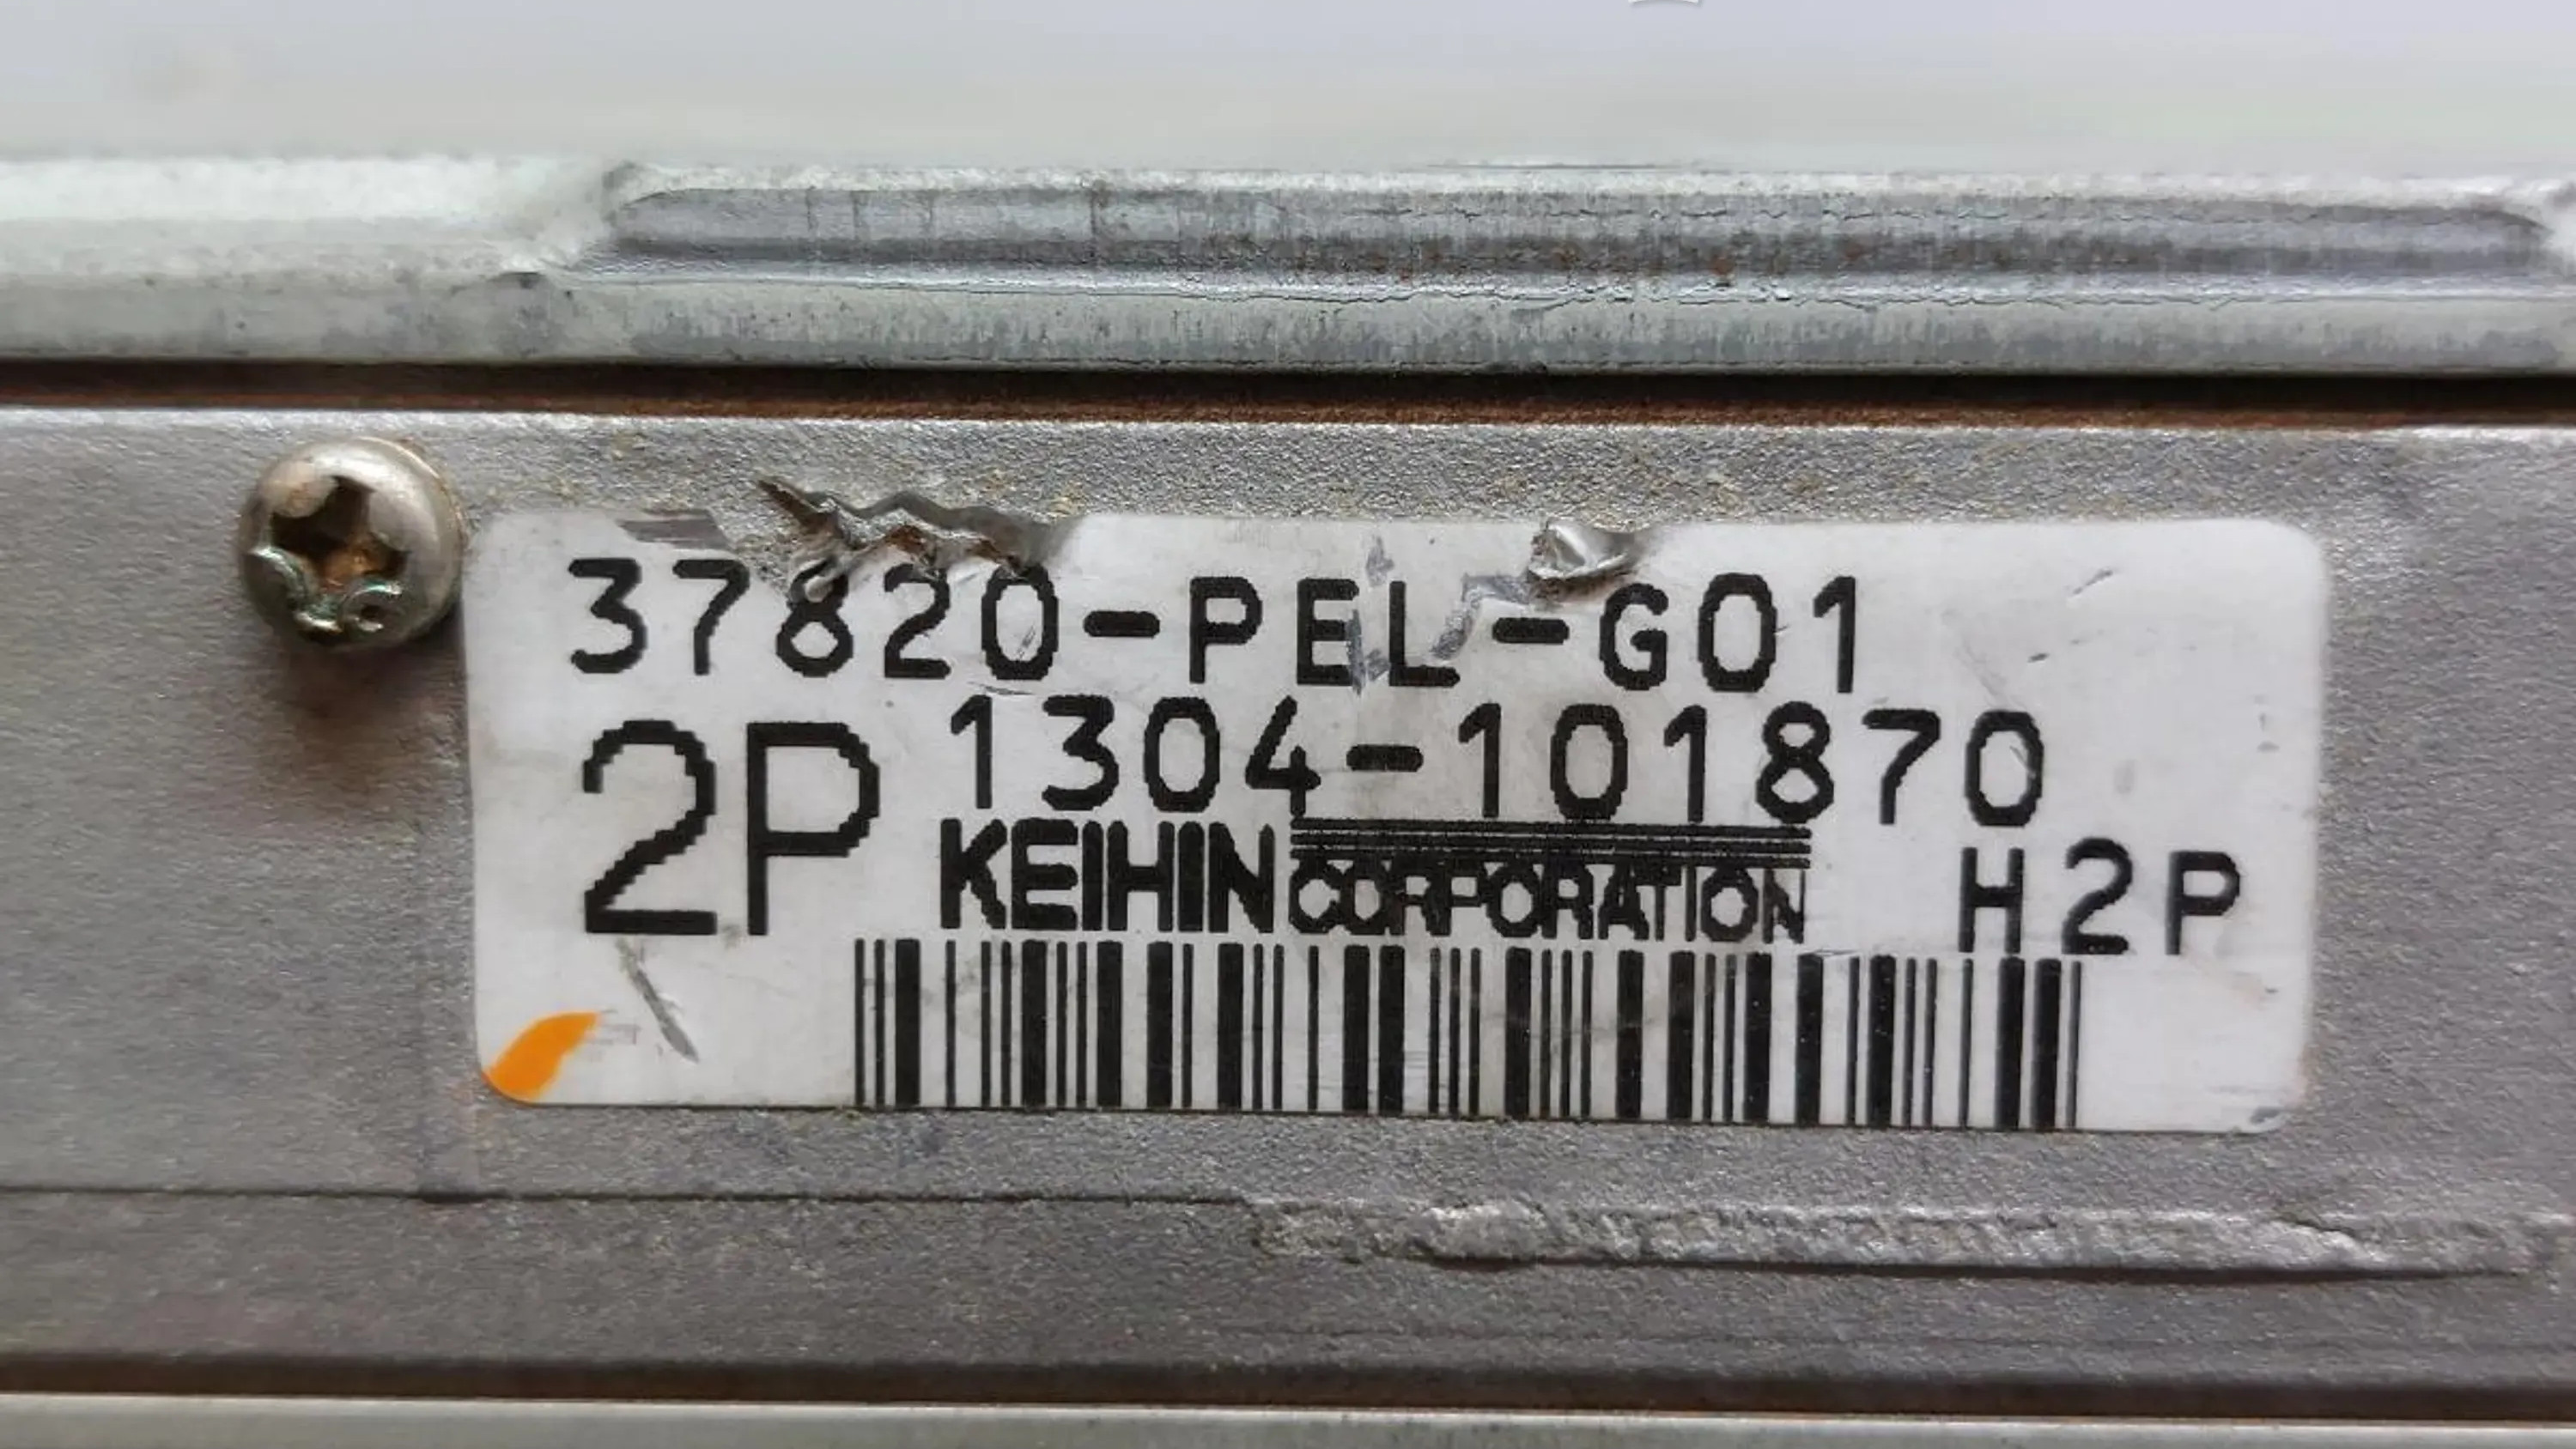 37820-PEL-G01
2P 1304-101870
KEIHIN CORPORATION H2P